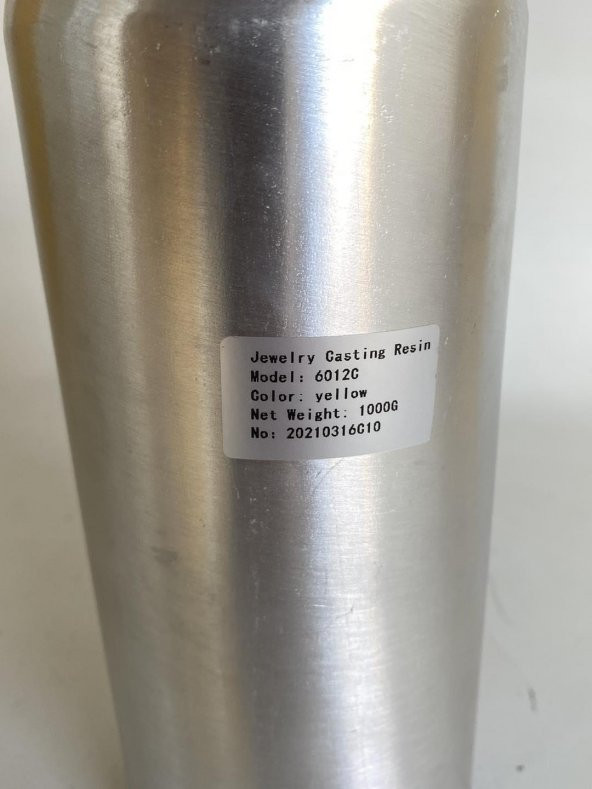 Jewelry Casting Resin
Model: 6012C
Color: yellow
Net Weight: 1000G
No: 20210316C10